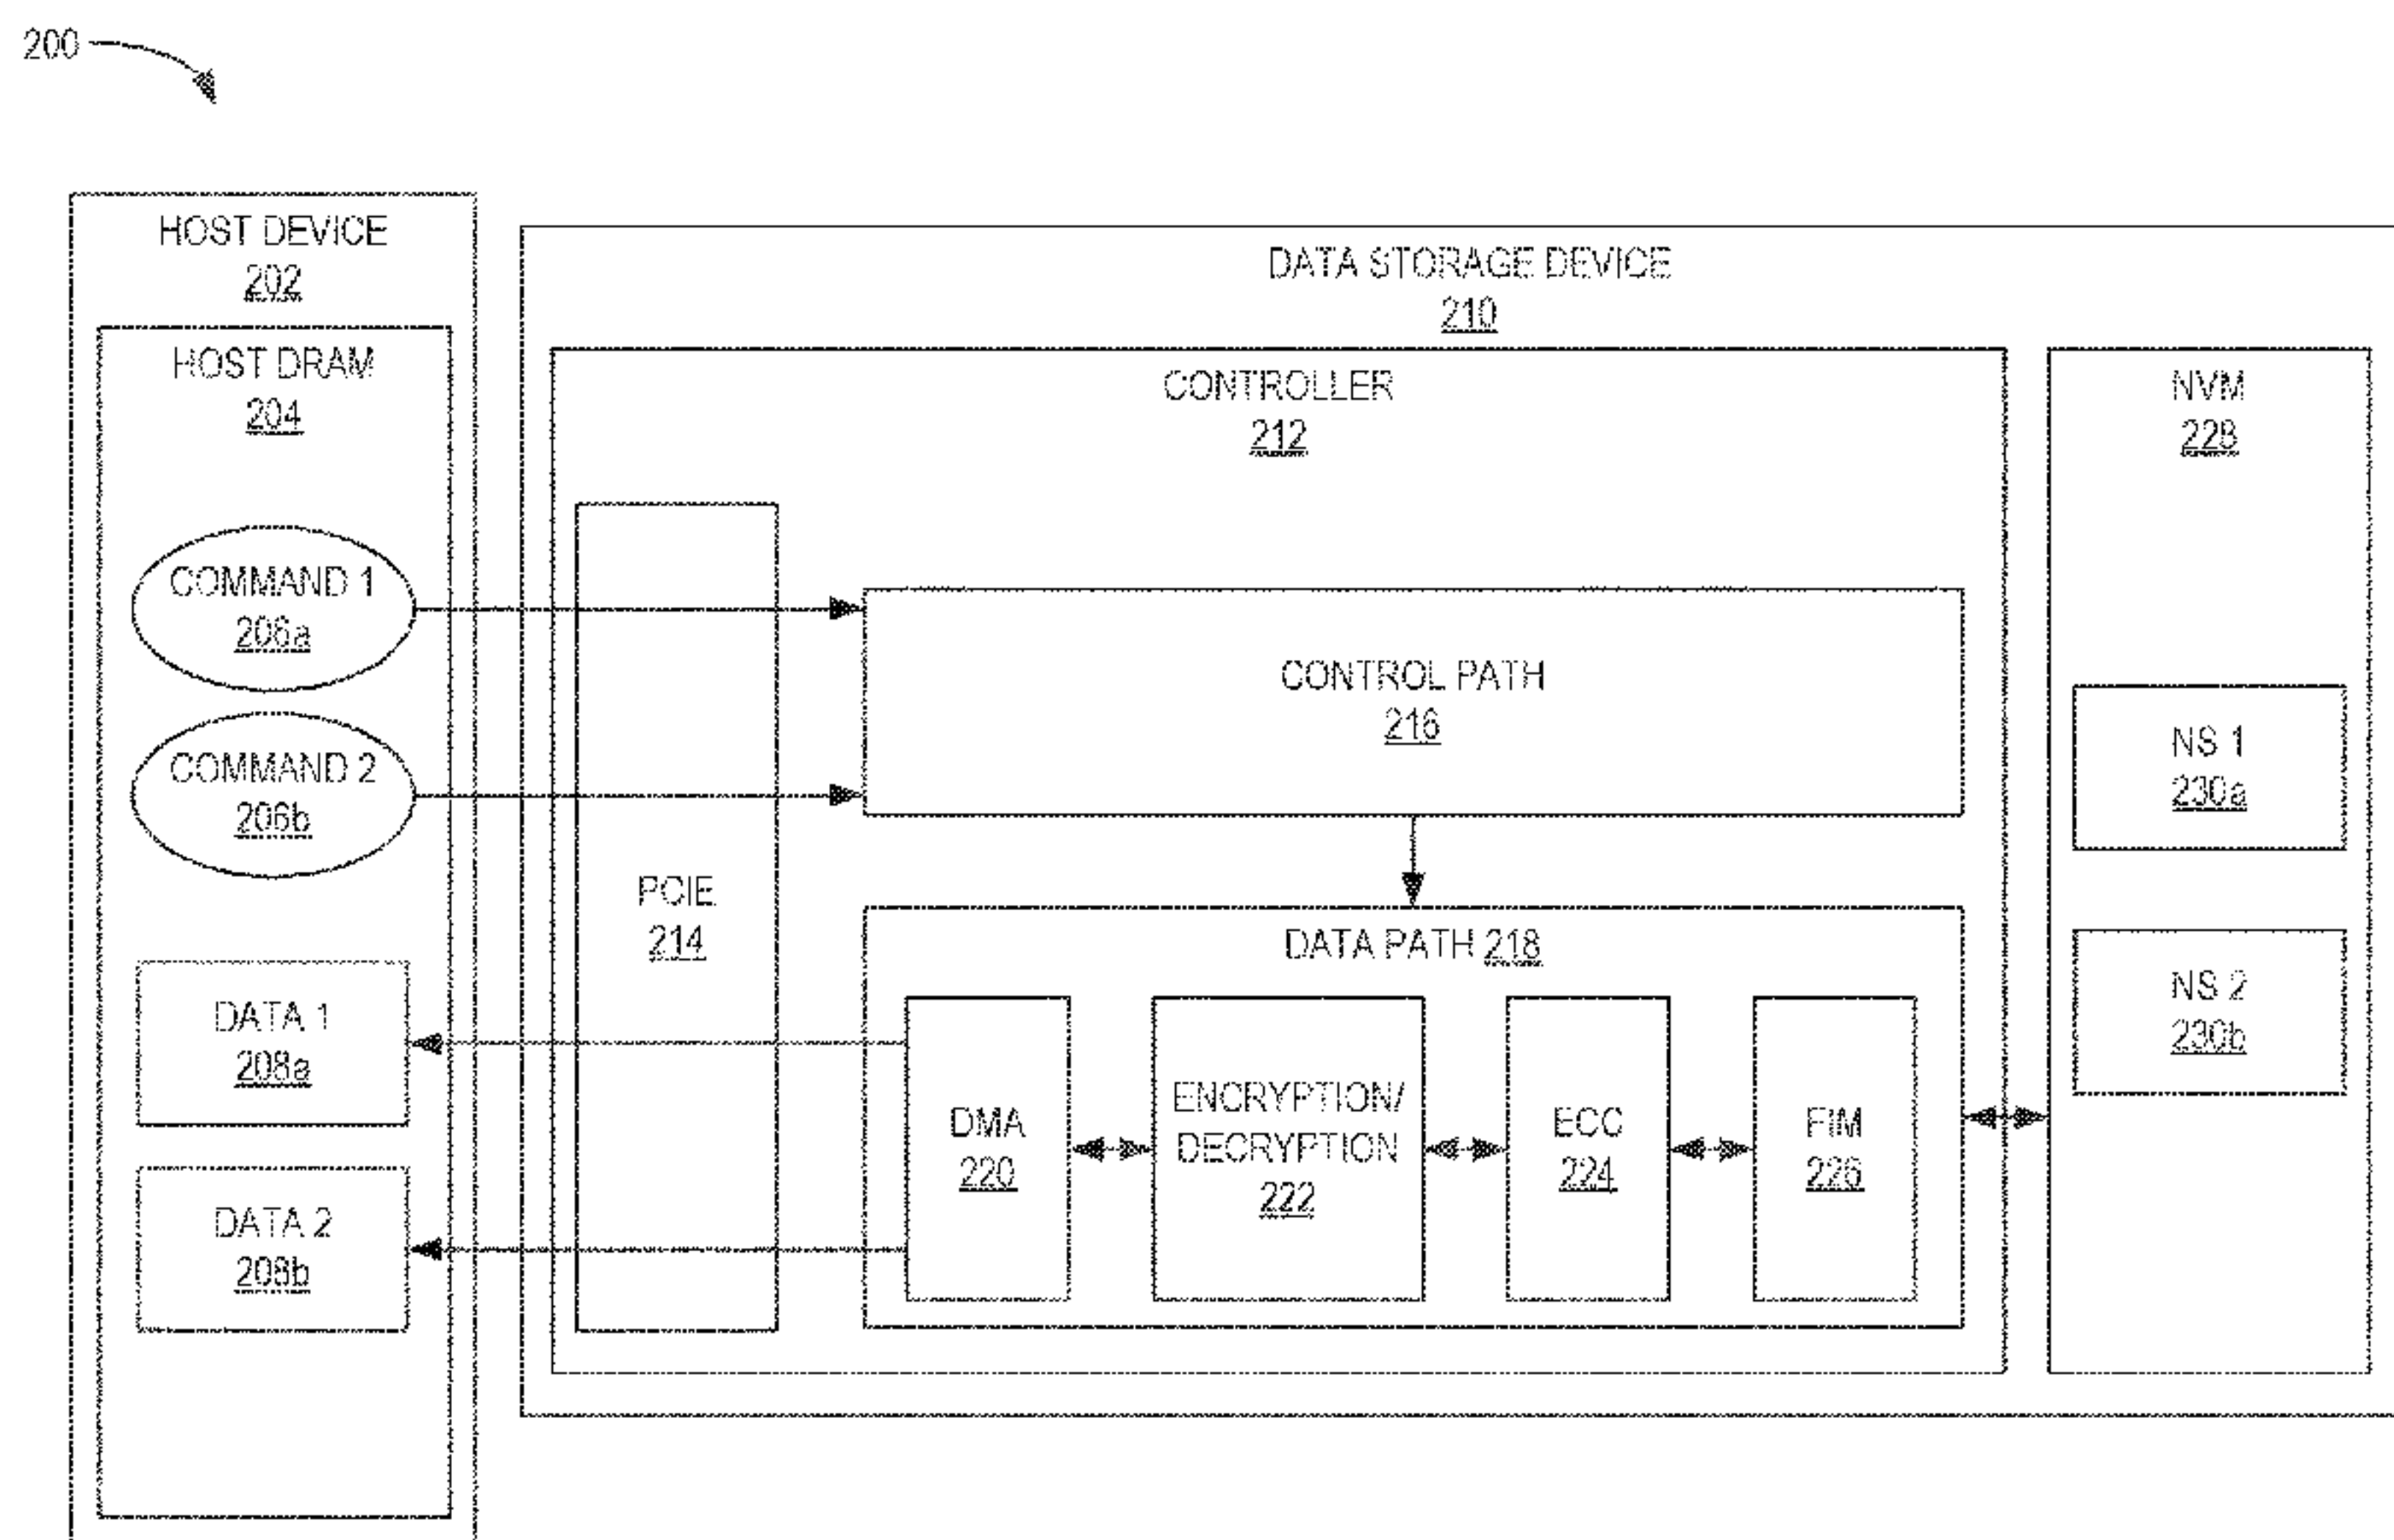 200
HOST DEVICE
202
HOST DRAM
204
COMMAND 1
206a
COMMAND 2
206b
DATA 1
208a
DATA 2
208b
DATA STORAGE DEVICE
210
CONTROLLER
212
PCIE
214
CONTROL PATH
216
DATA PATH 218
DMA
220
ENCRYPTION/
DECRYPTION
222
ECC
224
FIM
226
NVM
228
NS 1
230a
NS 2
230b